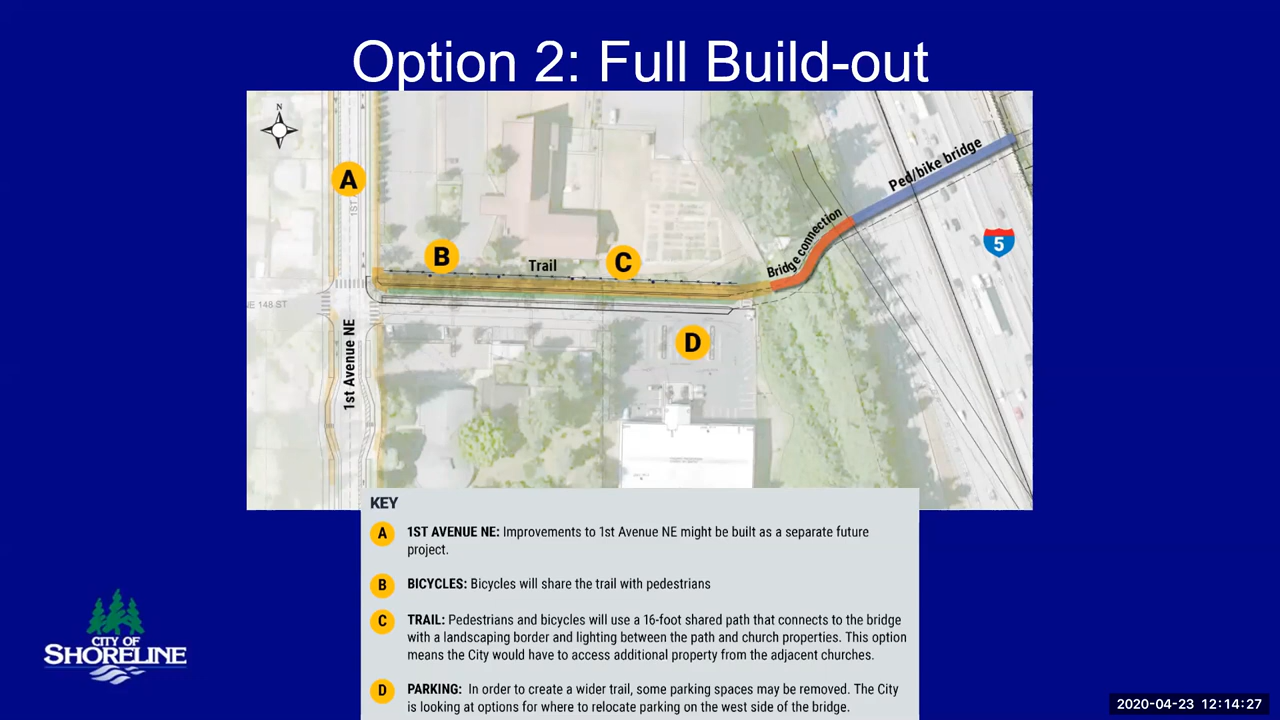 Option 2: Full Build-out
N
A
1ST
B
Trail
C
Bridge connection
Ped/bike bridge
5
NE 148 ST
1st Avenue NE
D
KEY
A 1ST AVENUE NE: Improvements to 1st Avenue NE might be built as a separate future
project.
B BICYCLES: Bicycles will share the trail with pedestrians
C TRAIL: Pedestrians and bicycles will use a 16-foot shared path that connects to the bridge
with a landscaping border and lighting between the path and church properties. This option
means the City would have to access additional property from the adjacent churches.
D PARKING: In order to create a wider trail, some parking spaces may be removed. The City
is looking at options for where to relocate parking on the west side of the bridge.
CITY OF
SHORELINE
2020-04-23 12:14:27